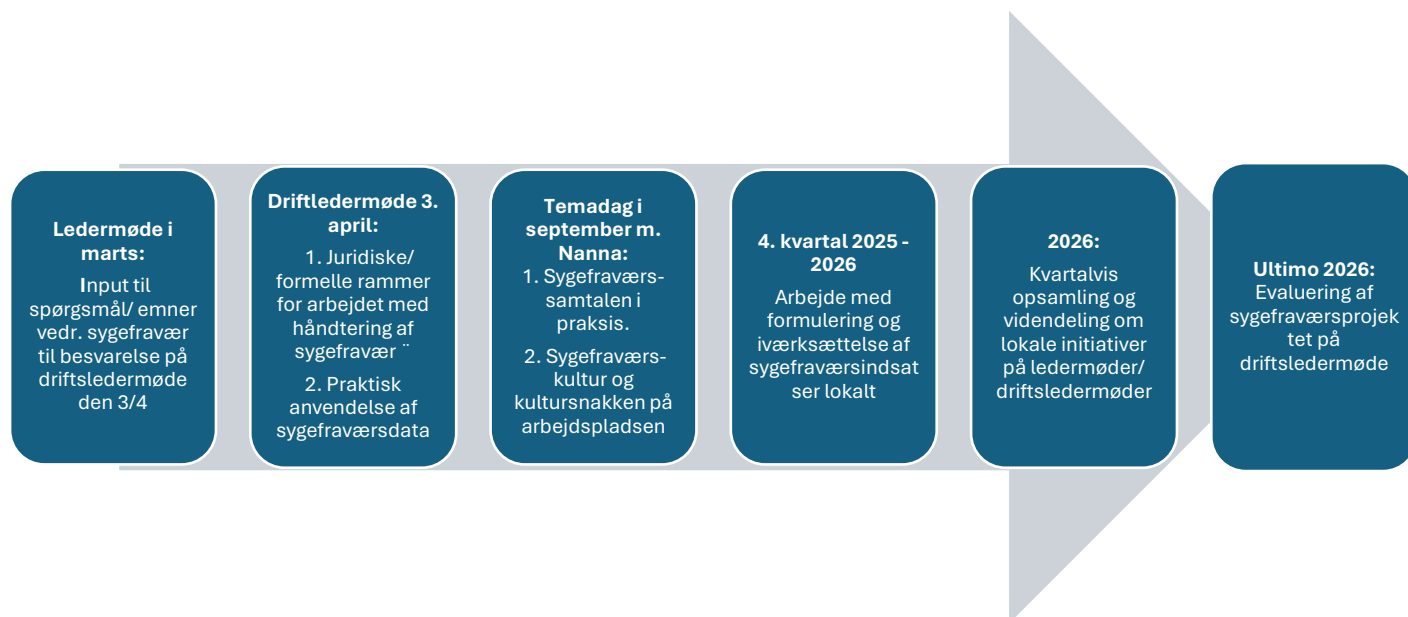 Ledermøde i
marts:
Input til
spørgsmål/ emner
vedr. sygefravær
til besvarelse på
driftsledermøde
den 3/4
Driftledermøde 3.
april:
1. Juridiske/
formelle rammer
for arbejdet med
håndtering af
sygefravær ¨
2. Praktisk
anvendelse af
sygefraværsdata
Temadag i
september m.
Nanna:
1. Sygefraværs-
samtalen i
praksis.
2. Sygefraværs-
kultur og
kultursnakken på
arbejdspladsen
4. kvartal 2025 -
2026
Arbejde med
formulering og
iværksættelse af
sygefraværsindsat
ser lokalt
2026:
Kvartalvis
opsamling og
videndeling om
lokale initiativer
på ledermøder/
driftsledermøder
Ultimo 2026:
Evaluering af
sygefraværsprojek
tet på
driftsledermøde